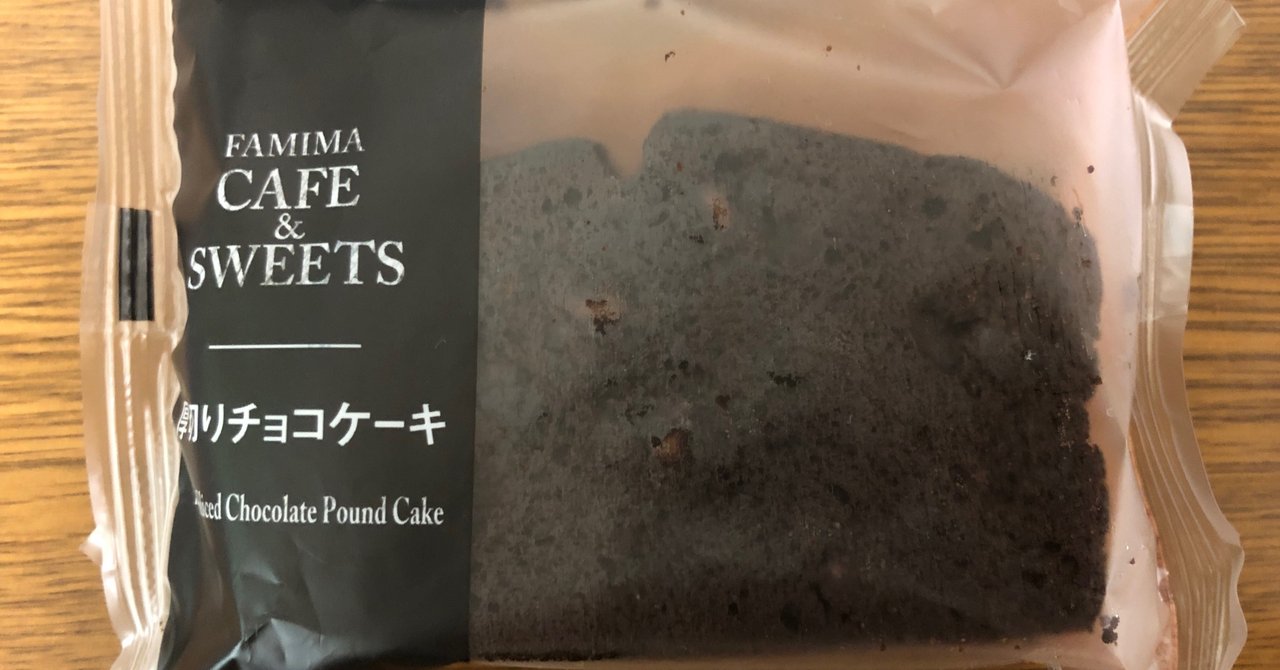 FAMIMA
CAFE
&
SWEETS
切りチョコケーキ
Chocolate Pound Cake